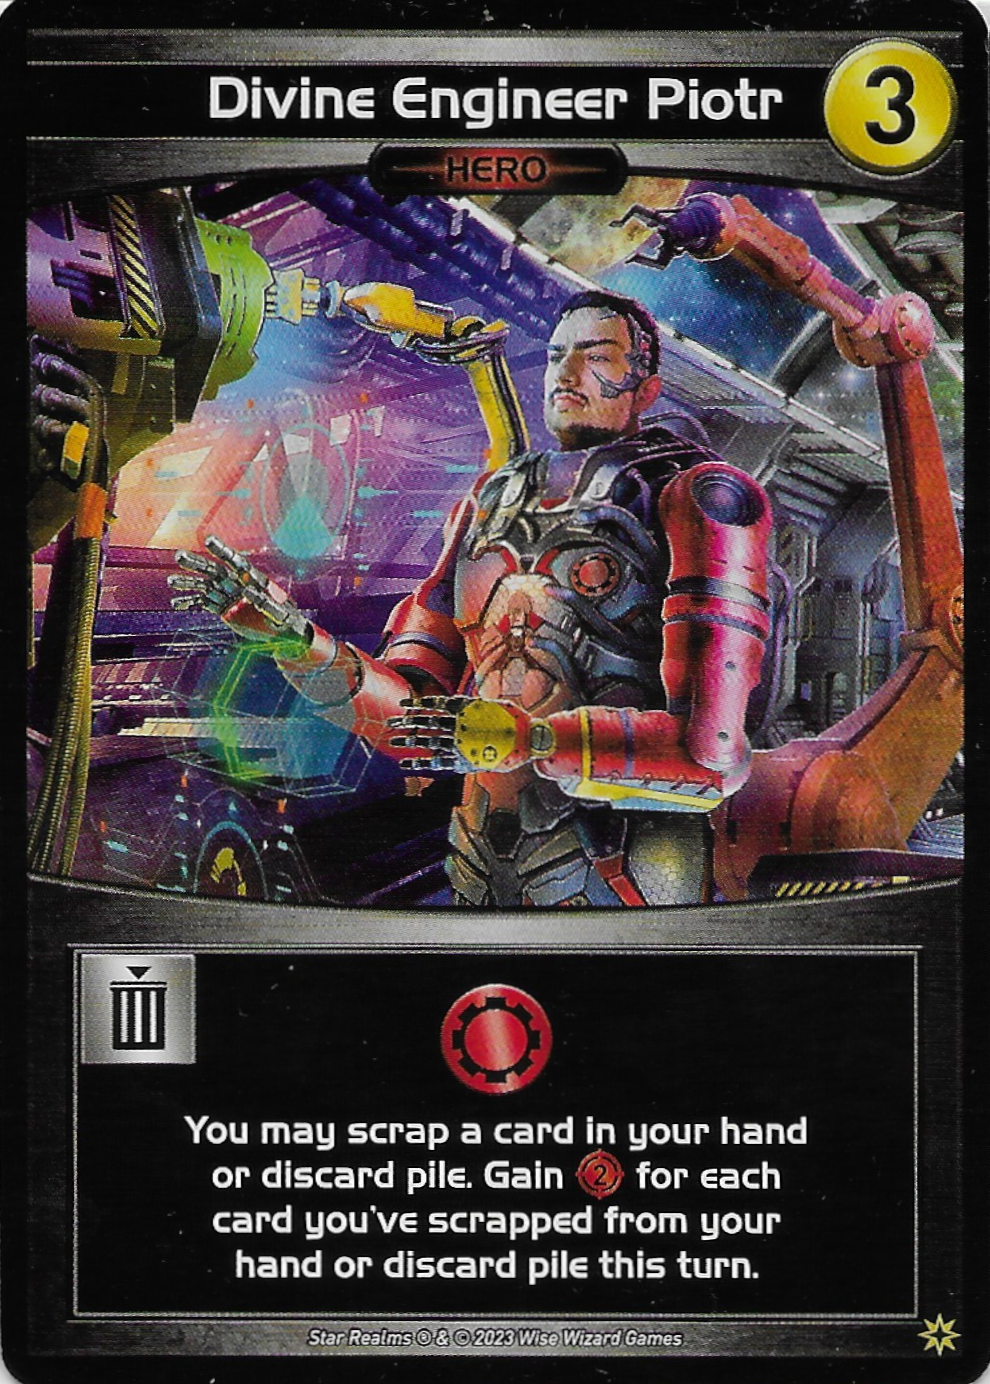 Divine Engineer Piotr
3
HERO
You may scrap a card in your hand
or discard pile. Gain 2 for each
card you've scrapped from your
hand or discard pile this turn.
Star Realms ® & © 2023 Wise Wizard Games